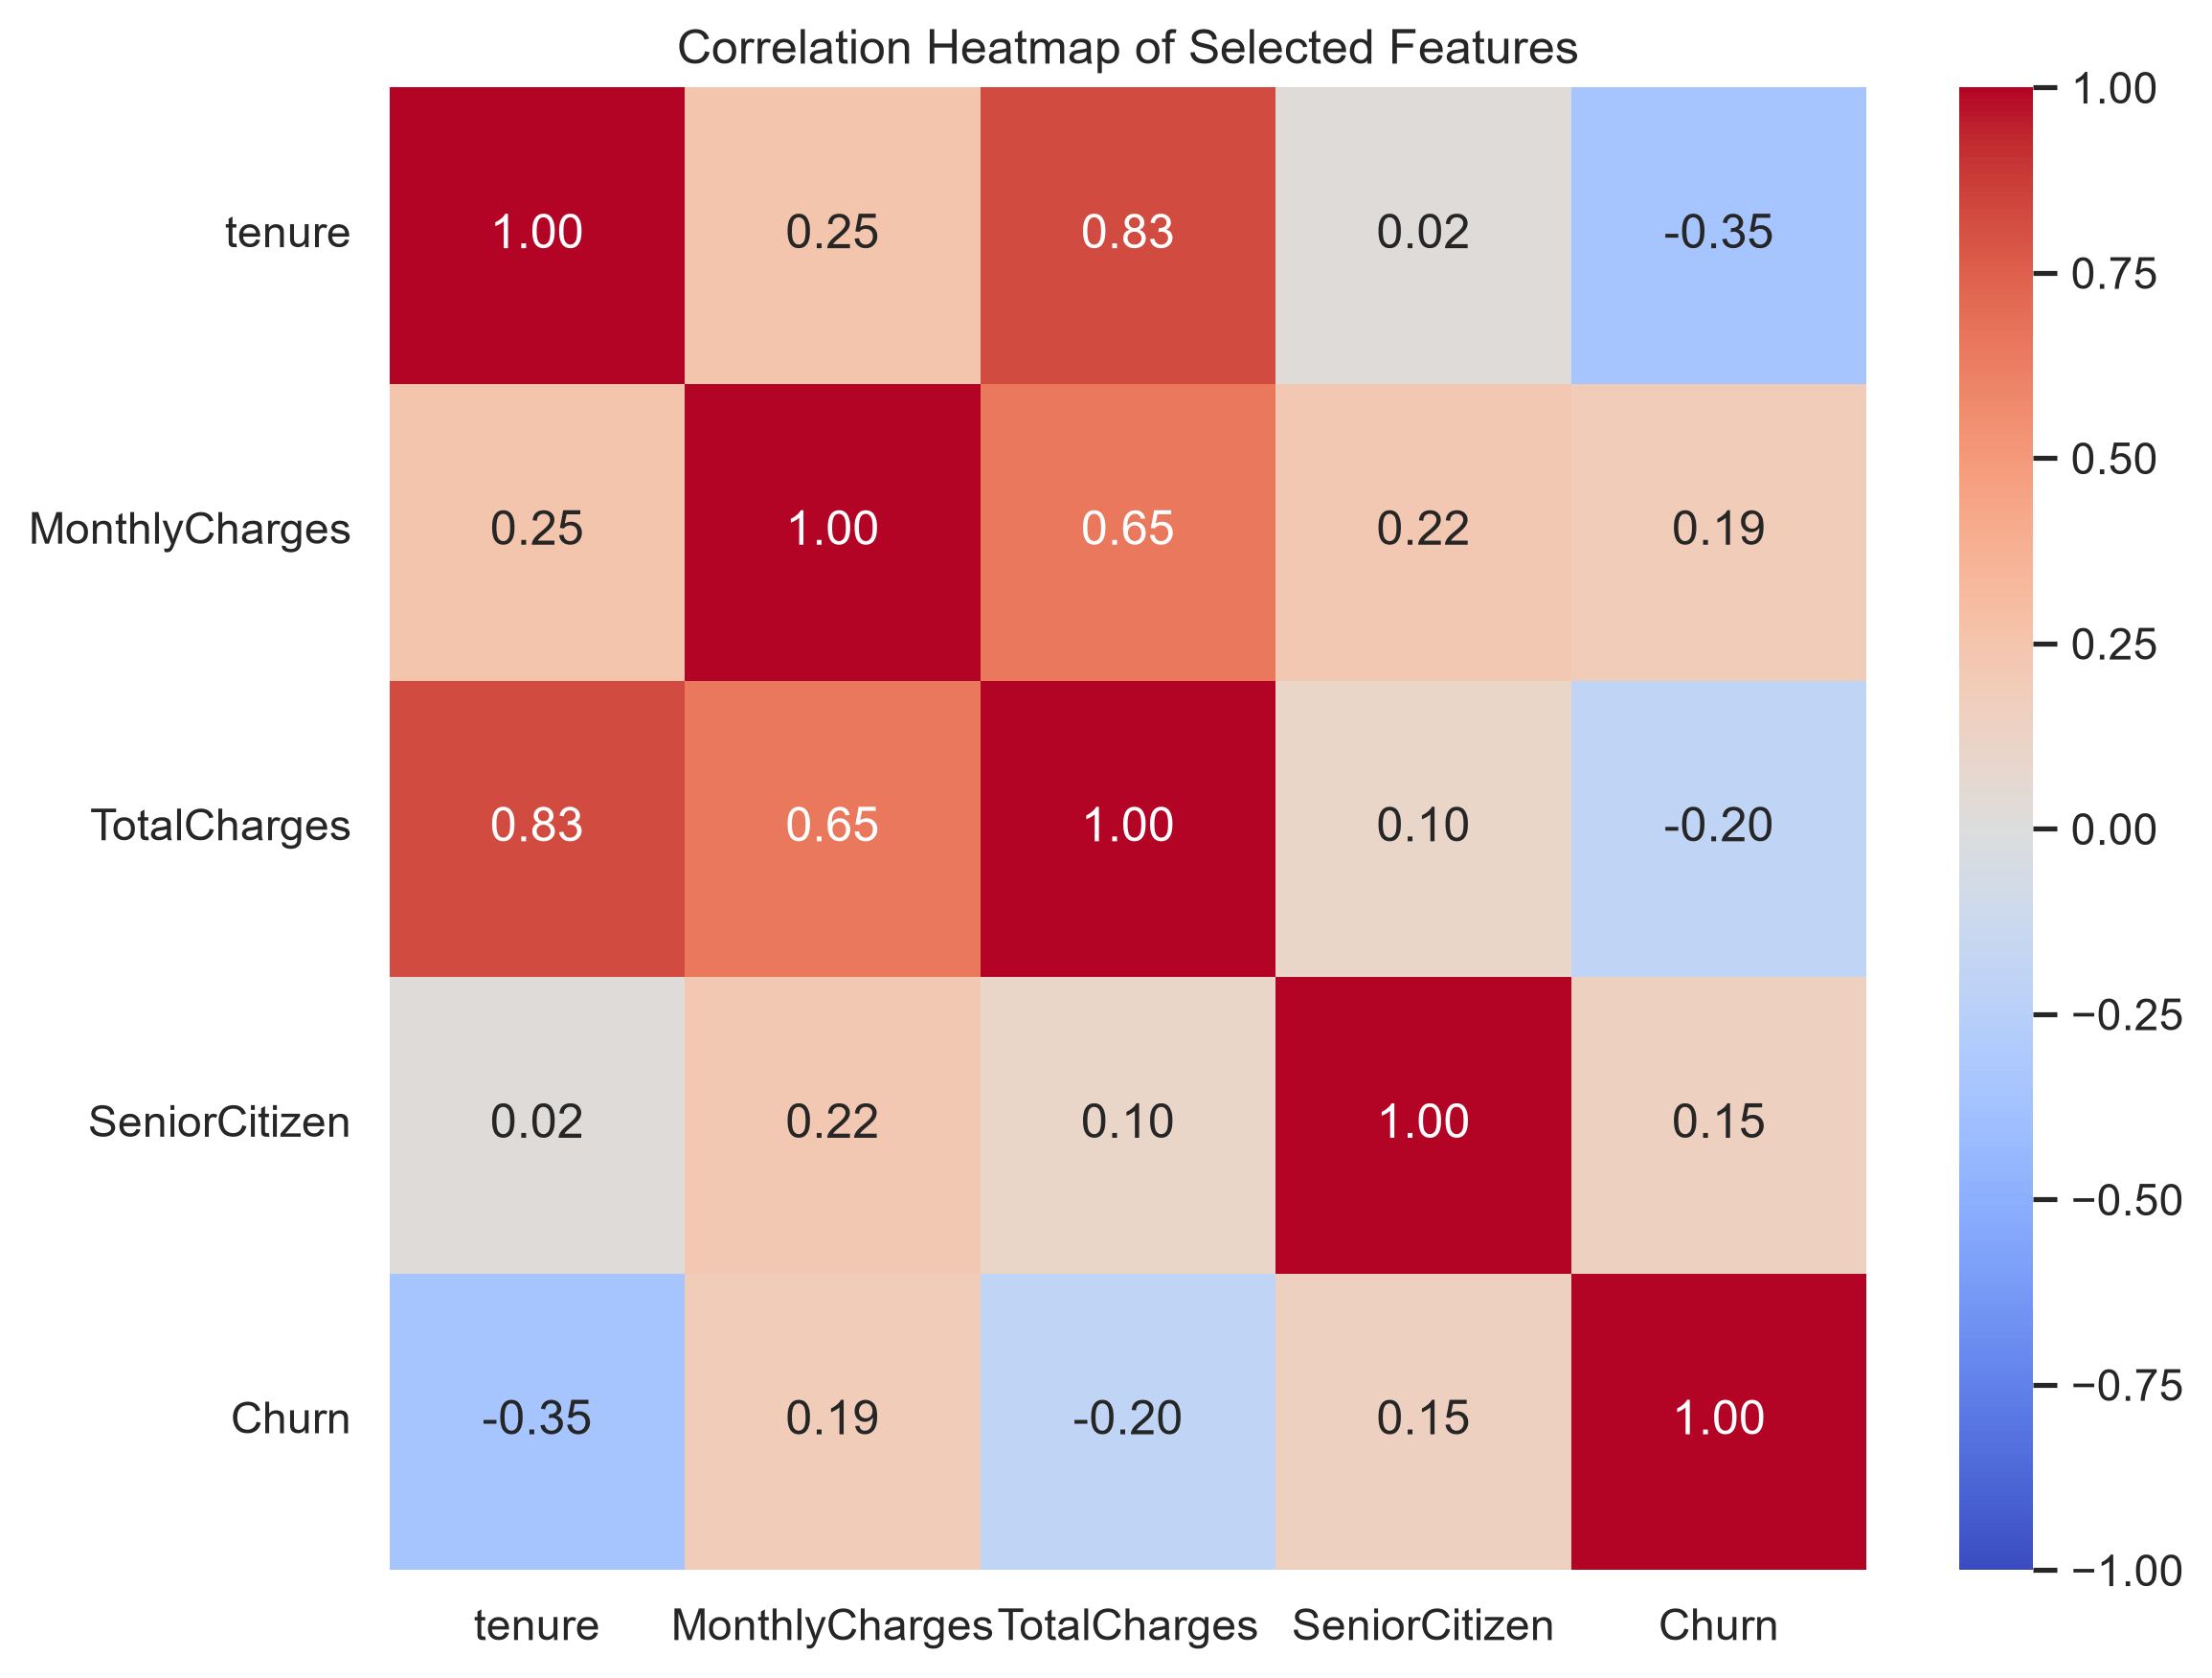 Correlation Heatmap of Selected Features
tenure 1.00 0.25 0.83 0.02 -0.35
MonthlyCharges 0.25 1.00 0.65 0.22 0.19
TotalCharges 0.83 0.65 1.00 0.10 -0.20
SeniorCitizen 0.02 0.22 0.10 1.00 0.15
Churn -0.35 0.19 -0.20 0.15 1.00
tenure MonthlyCharges TotalCharges SeniorCitizen Churn
1.00
0.75
0.50
0.25
0.00
−0.25
−0.50
−0.75
−1.00